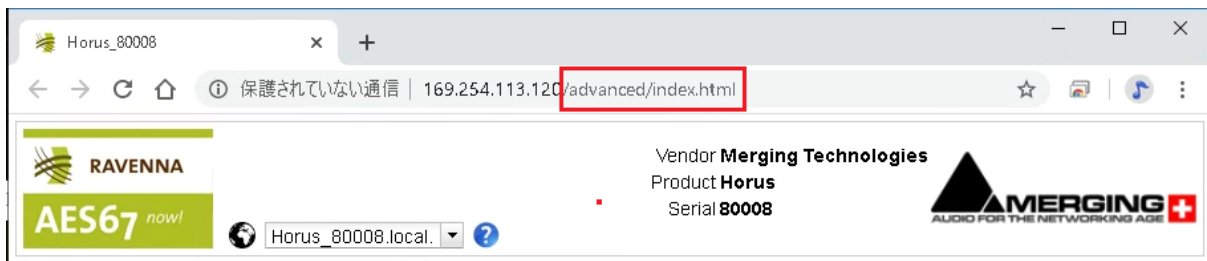 Horus_80008
保護されていない通信 | 169.254.113.120/advanced/index.html
RAVENNA
AES67 now!
Horus_80008.local.
Vendor Merging Technologies
Product Horus
Serial 80008
MERGING
AUDIO FOR THE NETWORKING AGE